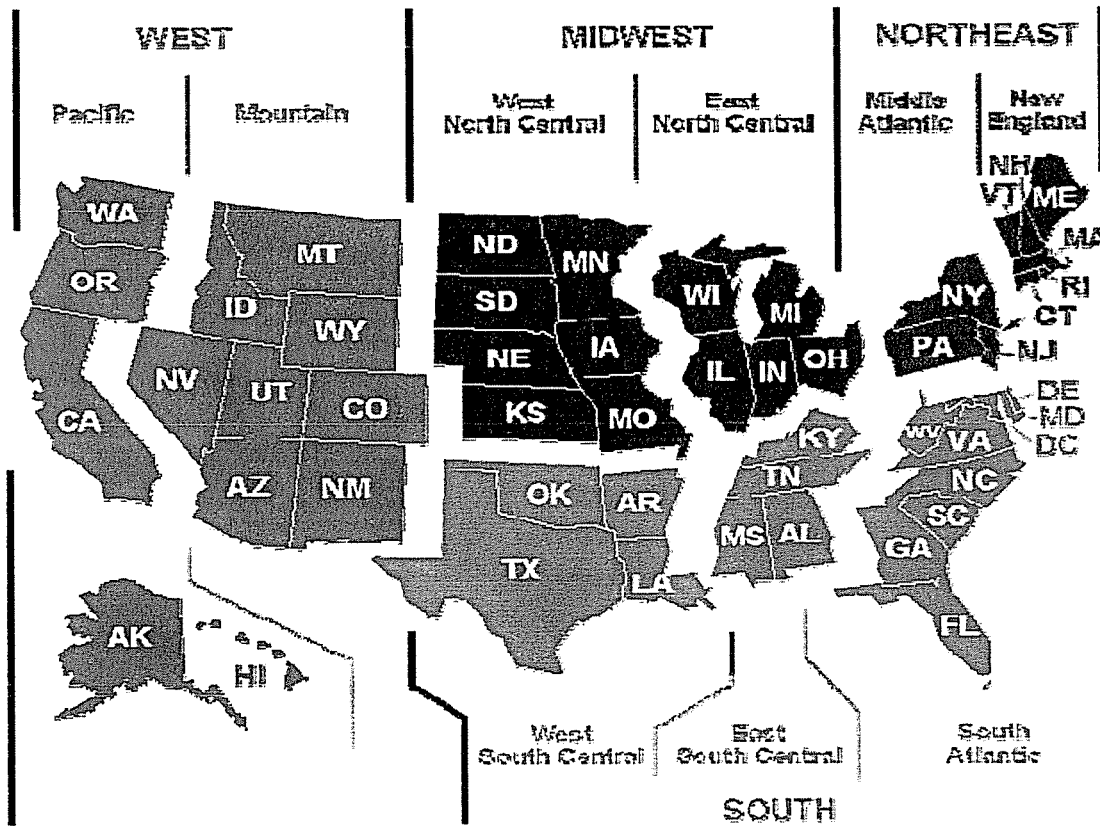 WEST
MIDWEST
NORTHEAST
Pacific
Mountain
West
North Central
East
North Central
Middle
Atlantic
New
England
NH
VT
ME
WA
MT
ND
MN
MA
OR
ID
SD
WI
MI
NY
RI
WY
CT
NV
UT
NE
IA
IL
IN
OH
PA
NJ
CA
CO
KS
MO
DE
MD
DC
KY
WV
VA
AZ
NM
OK
AR
TN
NC
SC
MS
AL
GA
TX
LA
FL
AK
HI
West
South Central
East
South Central
South
Atlantic
SOUTH